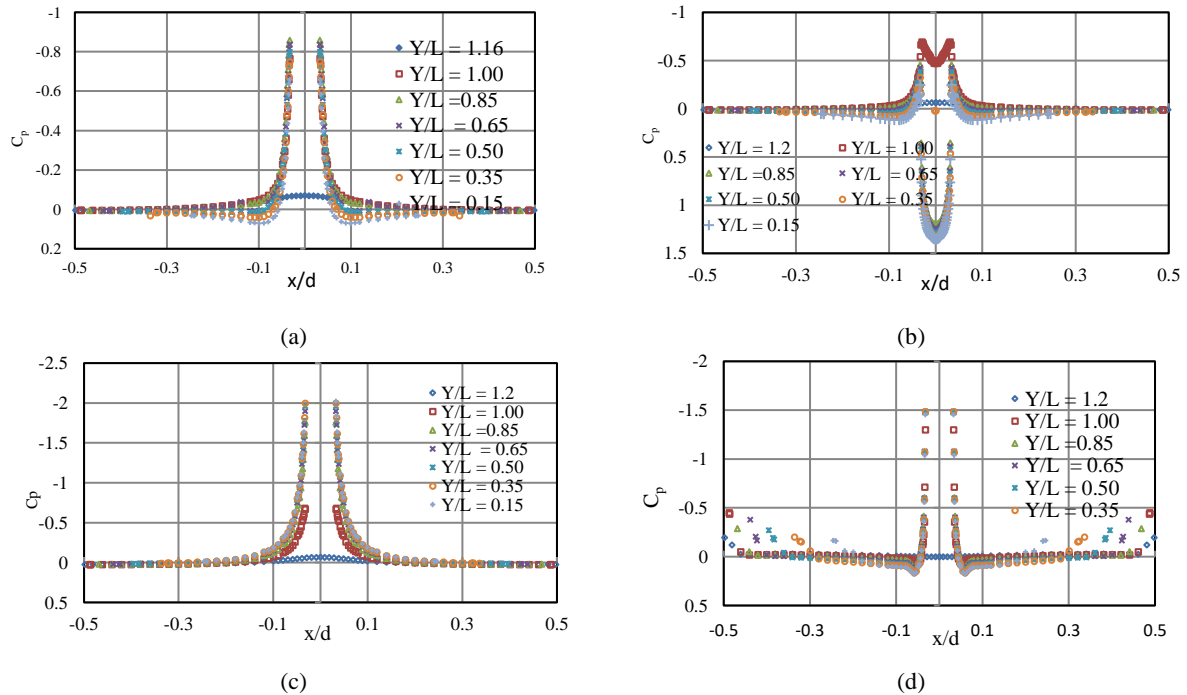 -1
-0.8
-0.6
-0.4
-0.2
0
0.2
Cp
-0.5 -0.3 -0.1 0.1 0.3 0.5
x/d
Y/L = 1.16
Y/L = 1.00
Y/L =0.85
Y/L = 0.65
Y/L = 0.50
Y/L = 0.35
Y/L = 0.15
(a)
-1
-0.5
0
0.5
1
1.5
Cp
-0.5 -0.3 -0.1 0.1 0.3 0.5
x/d
Y/L = 1.2 Y/L = 1.00
Y/L =0.85 Y/L = 0.65
Y/L = 0.50 Y/L = 0.35
Y/L = 0.15
(b)
-2.5
-2
-1.5
-1
-0.5
0
0.5
Cp
-0.5 -0.3 -0.1 0.1 0.3 0.5
x/d
Y/L = 1.2
Y/L = 1.00
Y/L =0.85
Y/L = 0.65
Y/L = 0.50
Y/L = 0.35
Y/L = 0.15
(c)
-2
-1.5
-1
-0.5
0
0.5
Cp
-0.5 -0.3 -0.1 0.1 0.3 0.5
x/d
Y/L = 1.2
Y/L = 1.00
Y/L =0.85
Y/L = 0.65
Y/L = 0.50
Y/L = 0.35
(d)